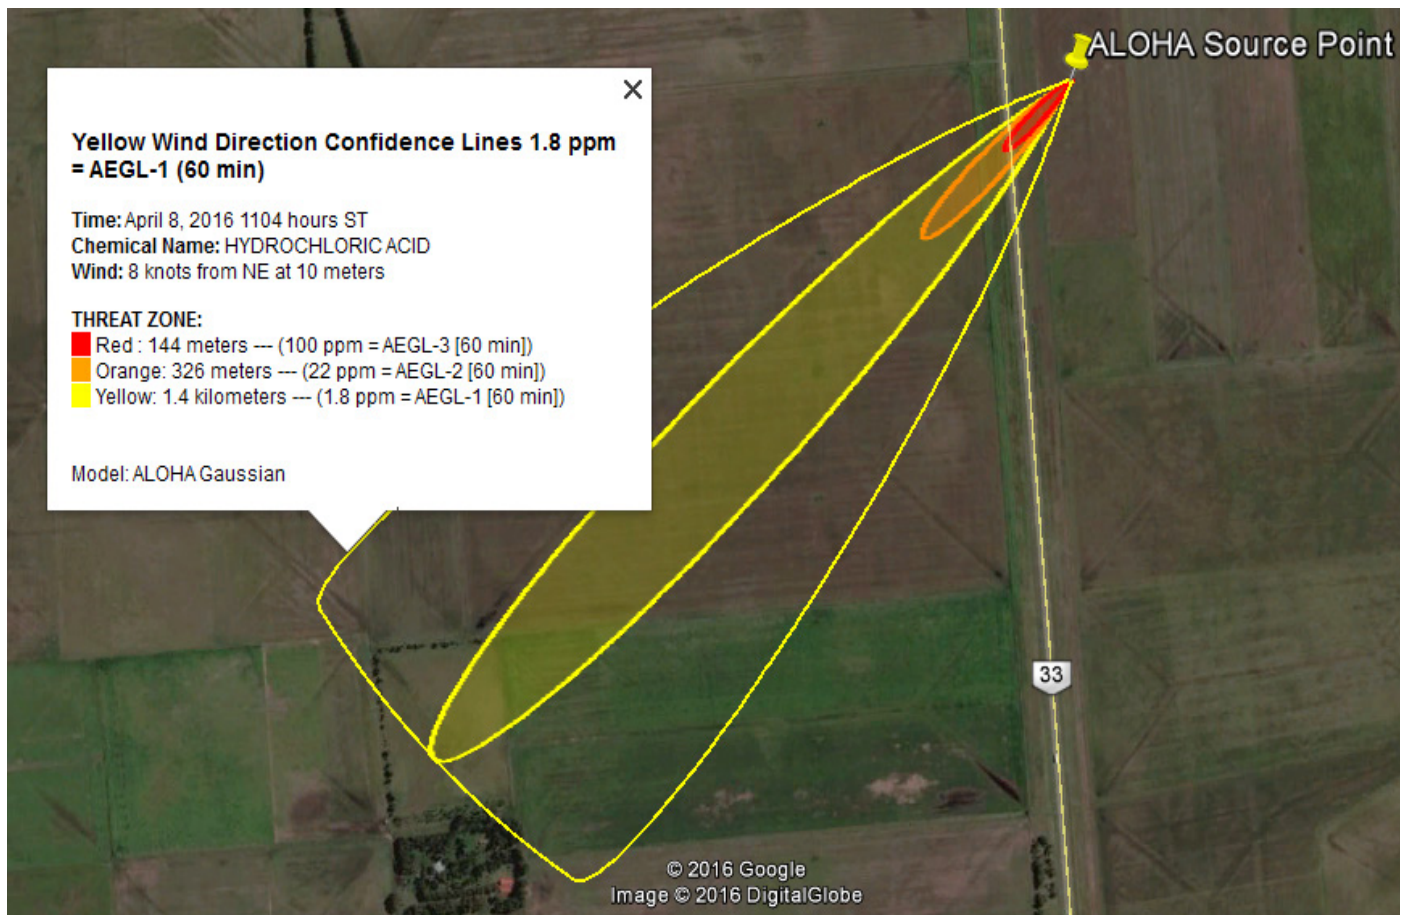 ALOHA Source Point
Yellow Wind Direction Confidence Lines 1.8 ppm
= AEGL-1 (60 min)
Time: April 8, 2016 1104 hours ST
Chemical Name: HYDROCHLORIC ACID
Wind: 8 knots from NE at 10 meters
THREAT ZONE:
Red : 144 meters --- (100 ppm = AEGL-3 [60 min])
Orange: 326 meters --- (22 ppm = AEGL-2 [60 min])
Yellow: 1.4 kilometers --- (1.8 ppm = AEGL-1 [60 min])
Model: ALOHA Gaussian
33
© 2016 Google
Image © 2016 DigitalGlobe